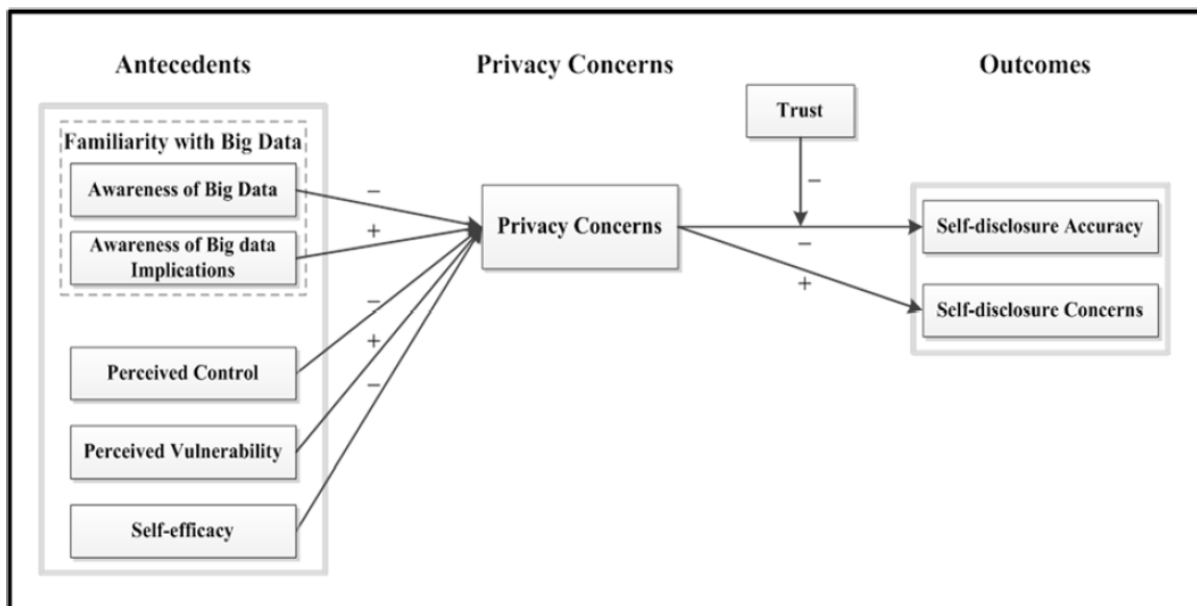 Antecedents
Privacy Concerns
Outcomes
Trust
Familiarity with Big Data
Awareness of Big Data
Awareness of Big data
Implications
Perceived Control
Perceived Vulnerability
Self-efficacy
–
+
–
+
–
Privacy Concerns
–
–
+
Self-disclosure Accuracy
Self-disclosure Concerns